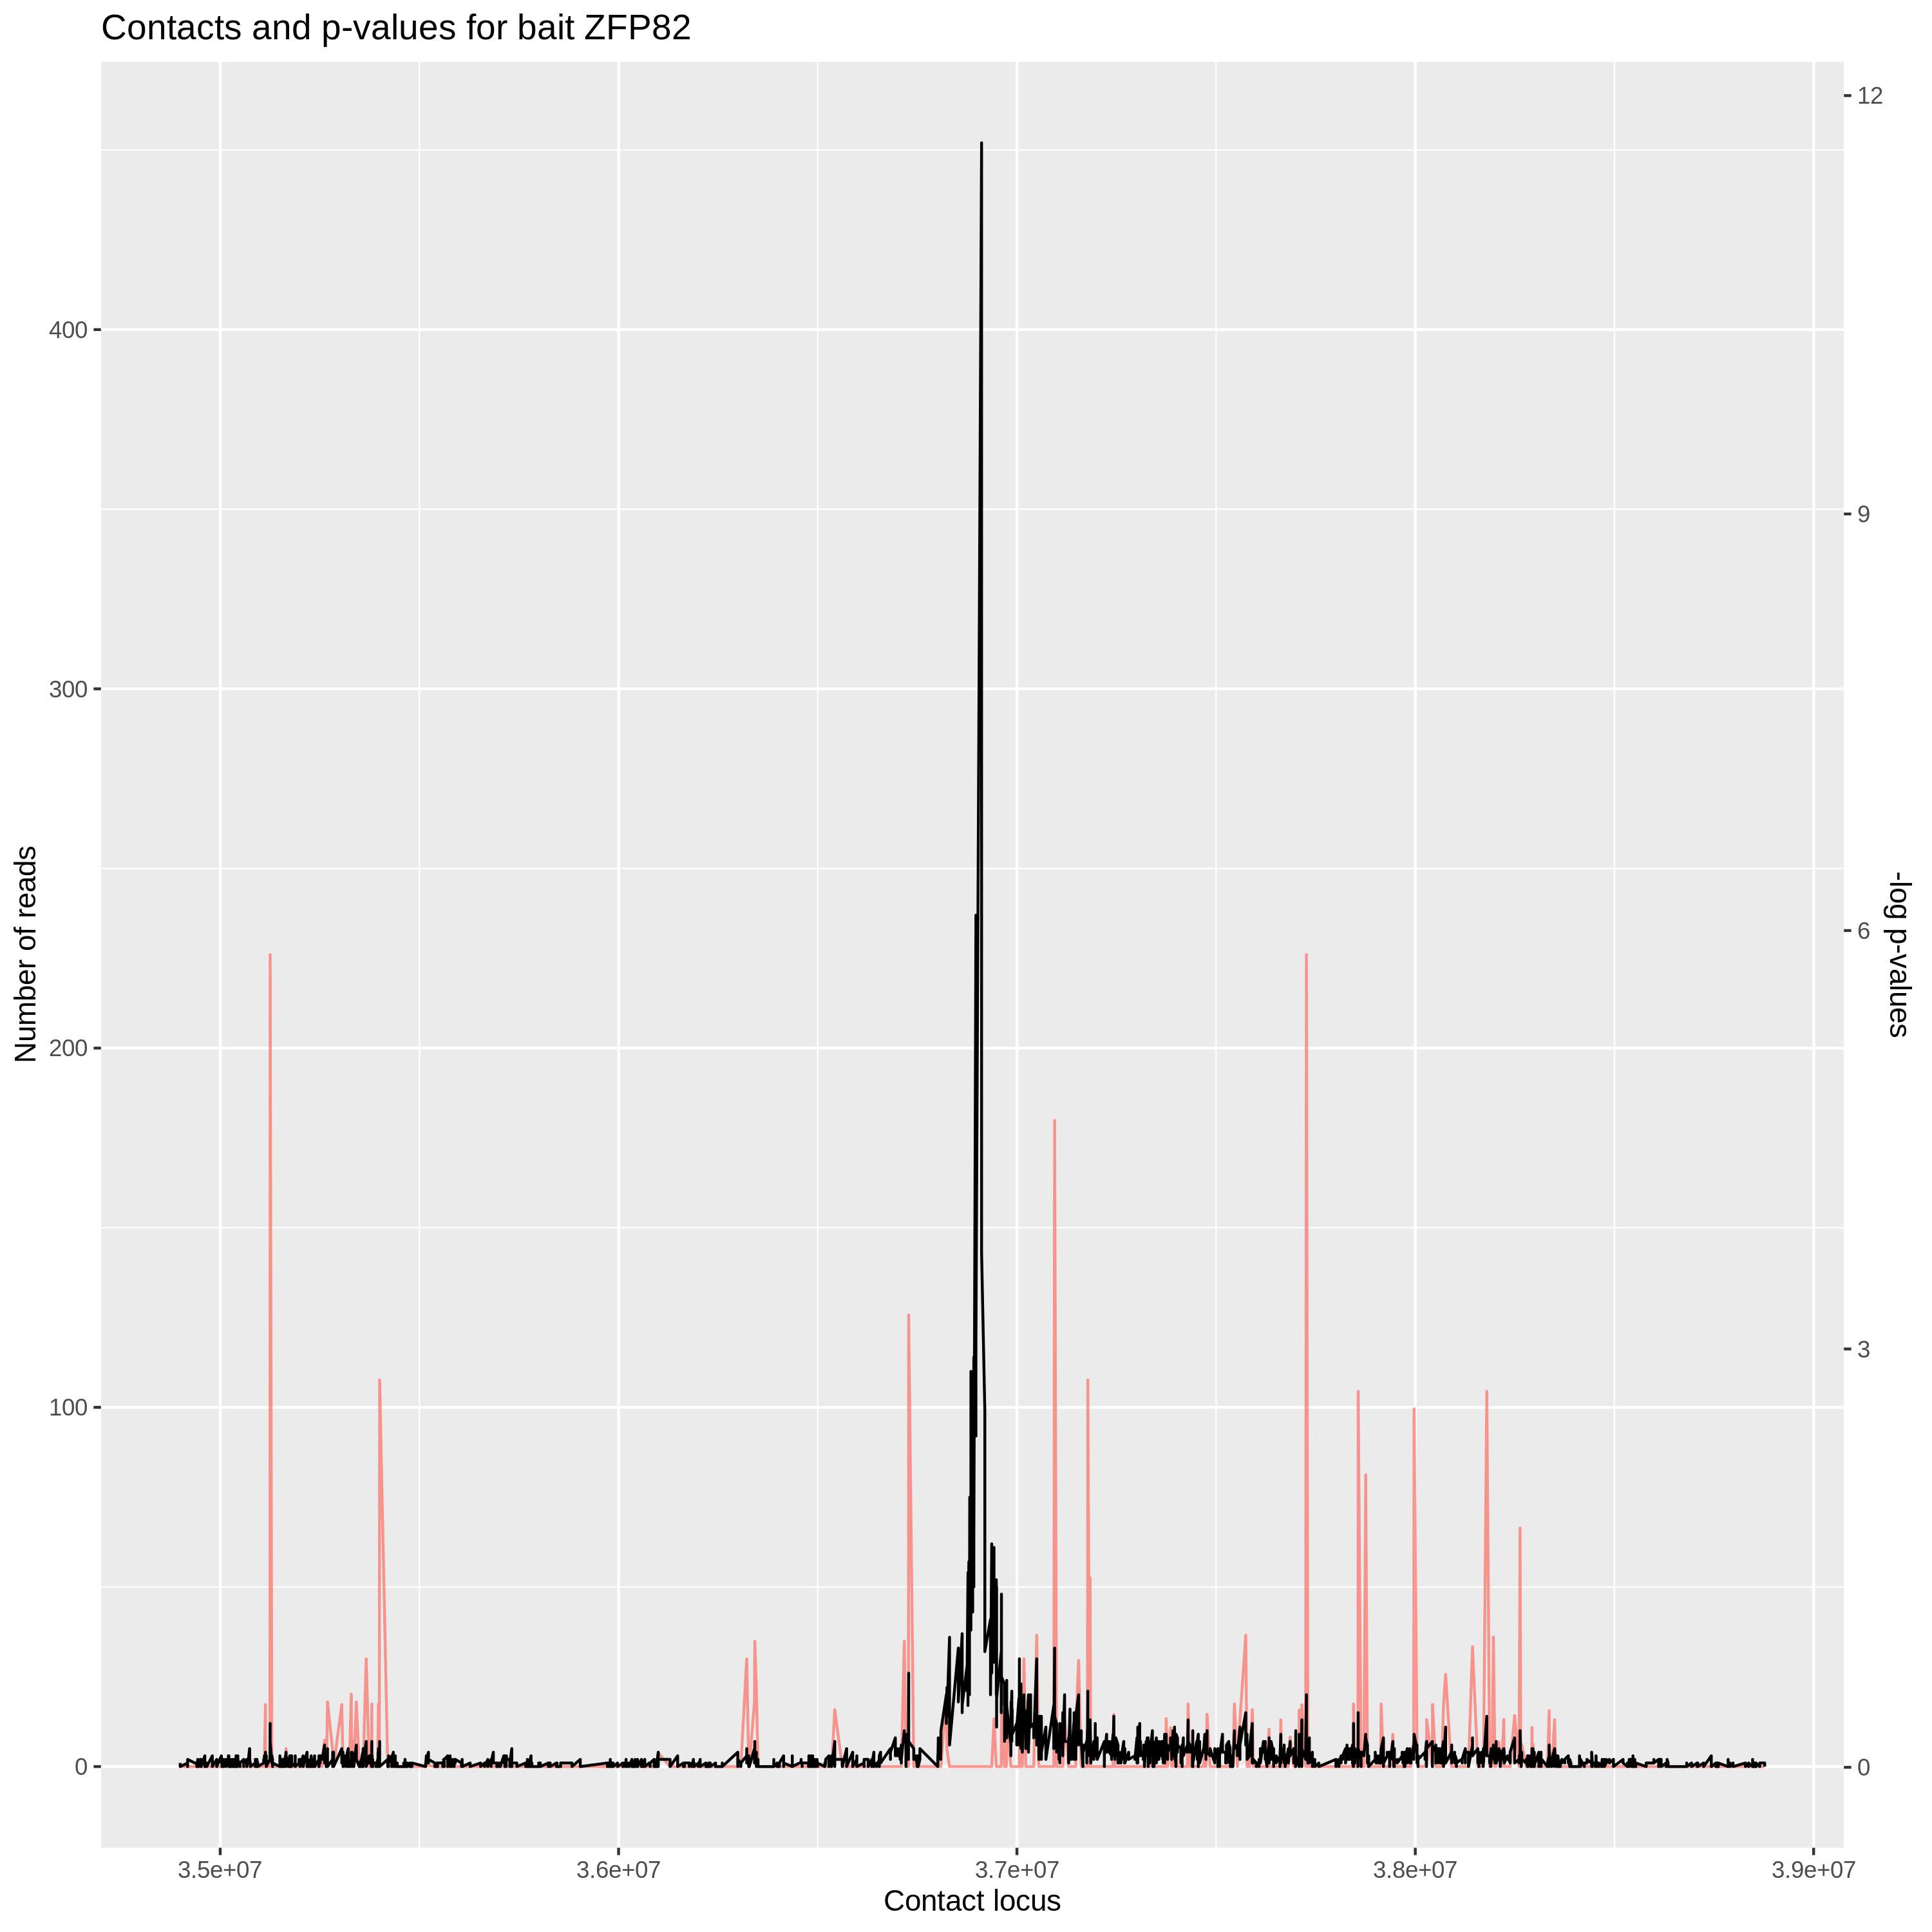 Contacts and p-values for bait ZFP82
12
400
9
300
Number of reads
6
-log p-values
200
3
100
0
0
3.5e+07
3.6e+07
3.7e+07
3.8e+07
3.9e+07
Contact locus